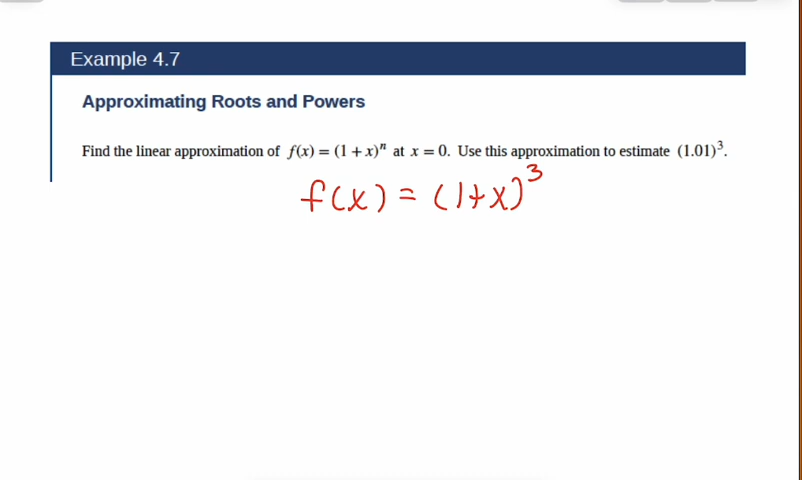 Example 4.7
Approximating Roots and Powers
Find the linear approximation of f(x) = (1 + x)ⁿ at x = 0. Use this approximation to estimate (1.01)³.
f(x) = (1+x)³